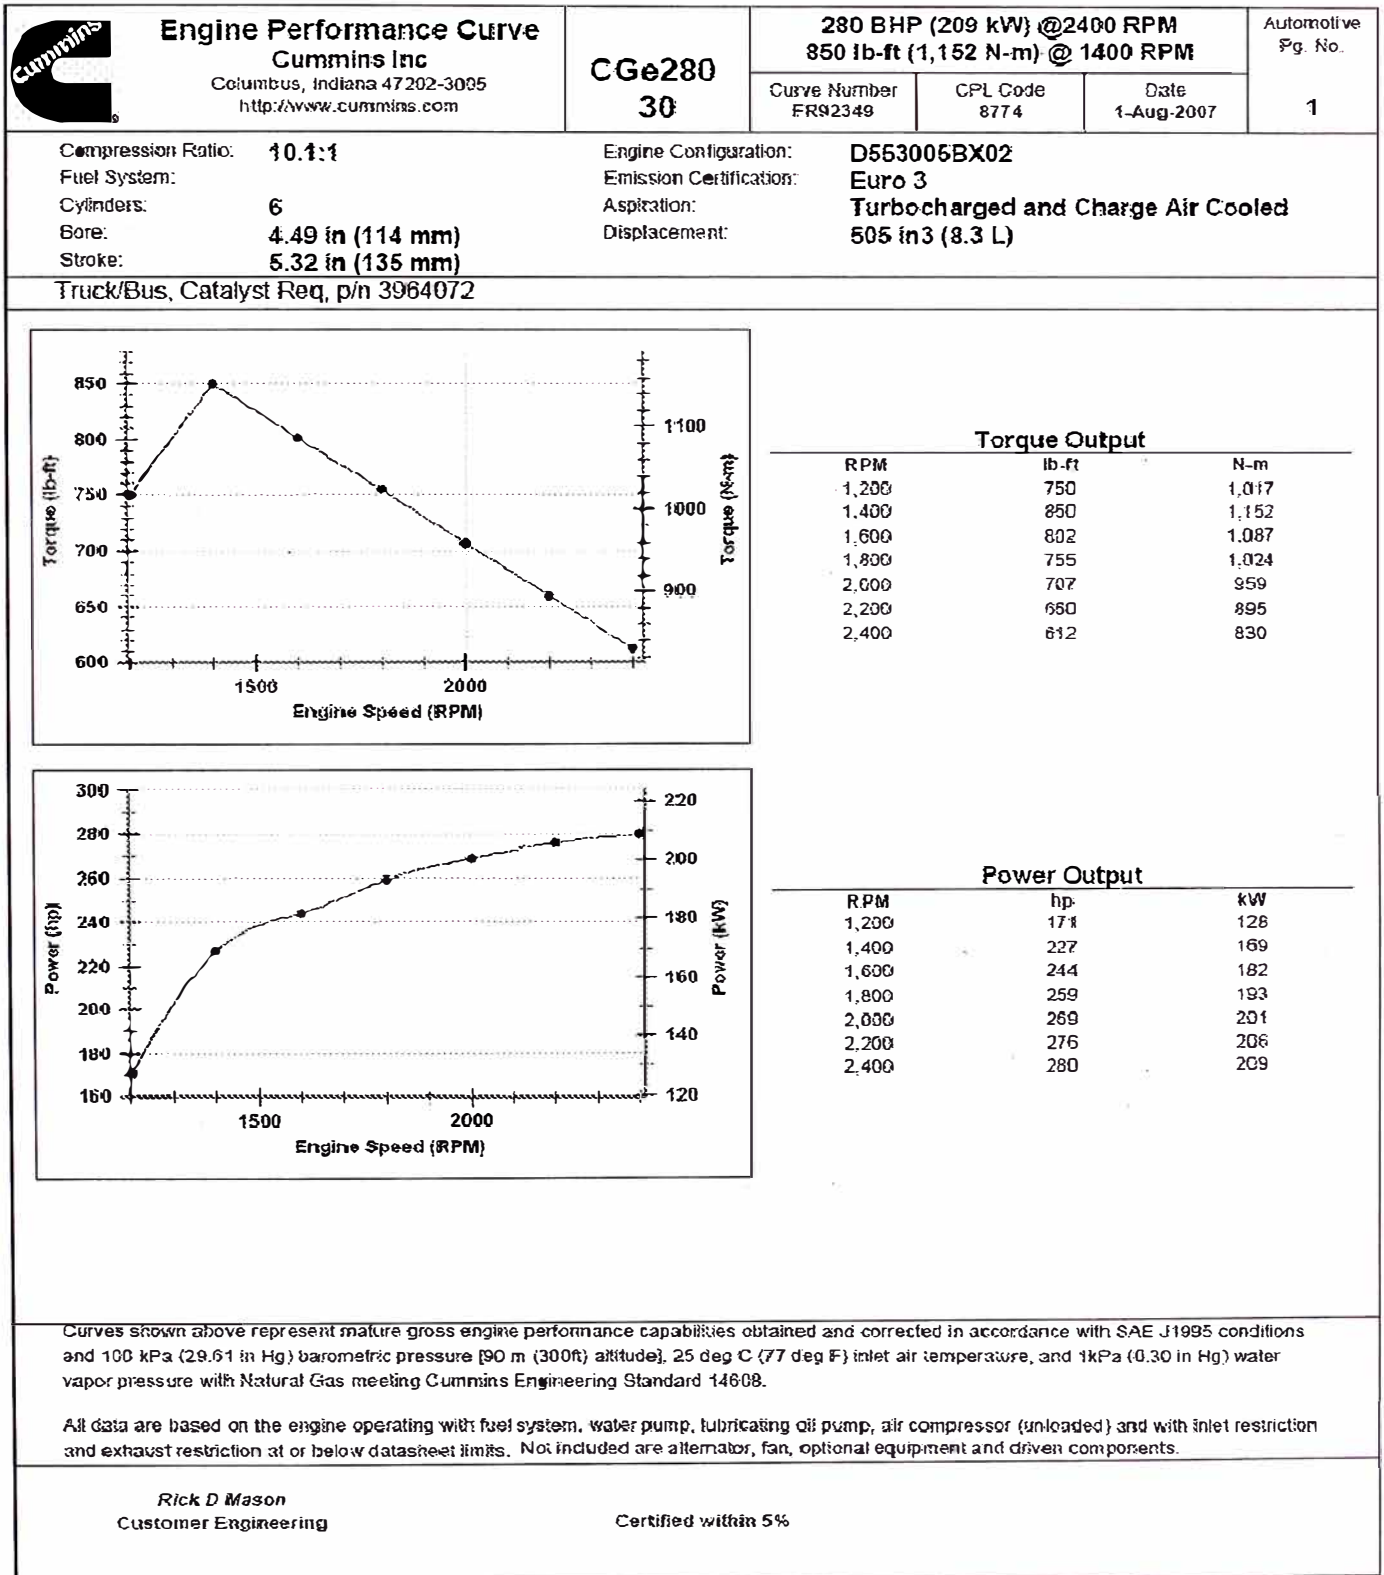 Cummins
Engine Performance Curve
Cummins Inc
Columbus, Indiana 47202-3005
http://www.cummins.com
CGe280
30
280 BHP (209 kW) @2400 RPM
850 lb-ft (1,152 N-m) @ 1400 RPM
Curve Number
FR92349
CPL Code
8774
Date
1-Aug-2007
Automotive
Pg. No.
1
Compression Ratio: 10.1:1
Fuel System:
Cylinders: 6
Bore: 4.49 in (114 mm)
Stroke: 5.32 in (135 mm)
Engine Configuration: D553005BX02
Emission Certification: Euro 3
Aspiration: Turbocharged and Charge Air Cooled
Displacement: 505 in3 (8.3 L)
Truck/Bus, Catalyst Req, p/n 3964072
850
800
750
700
650
600
Torque (lb-ft)
1100
1000
900
Torque (N-m)
1500 2000
Engine Speed (RPM)
Torque Output
RPM lb-ft N-m
1,200 750 1,017
1,400 850 1,152
1,600 802 1,087
1,800 755 1,024
2,000 707 959
2,200 660 895
2,400 612 830
300
280
260
240
220
200
180
160
Power (hp)
220
200
180
160
140
120
Power (kW)
1500 2000
Engine Speed (RPM)
Power Output
RPM hp kW
1,200 171 128
1,400 227 169
1,600 244 182
1,800 259 193
2,000 269 201
2,200 276 206
2,400 280 209
Curves shown above represent mature gross engine performance capabilities obtained and corrected in accordance with SAE J1995 conditions
and 100 kPa (29.61 in Hg) barometric pressure [90 m (300ft) altitude], 25 deg C (77 deg F) inlet air temperature, and 1kPa (0.30 in Hg) water
vapor pressure with Natural Gas meeting Cummins Engineering Standard 14608.
All data are based on the engine operating with fuel system, water pump, lubricating oil pump, air compressor (unloaded) and with inlet restriction
and exhaust restriction at or below datasheet limits. Not included are alternator, fan, optional equipment and driven components.
Rick D Mason
Customer Engineering
Certified within 5%